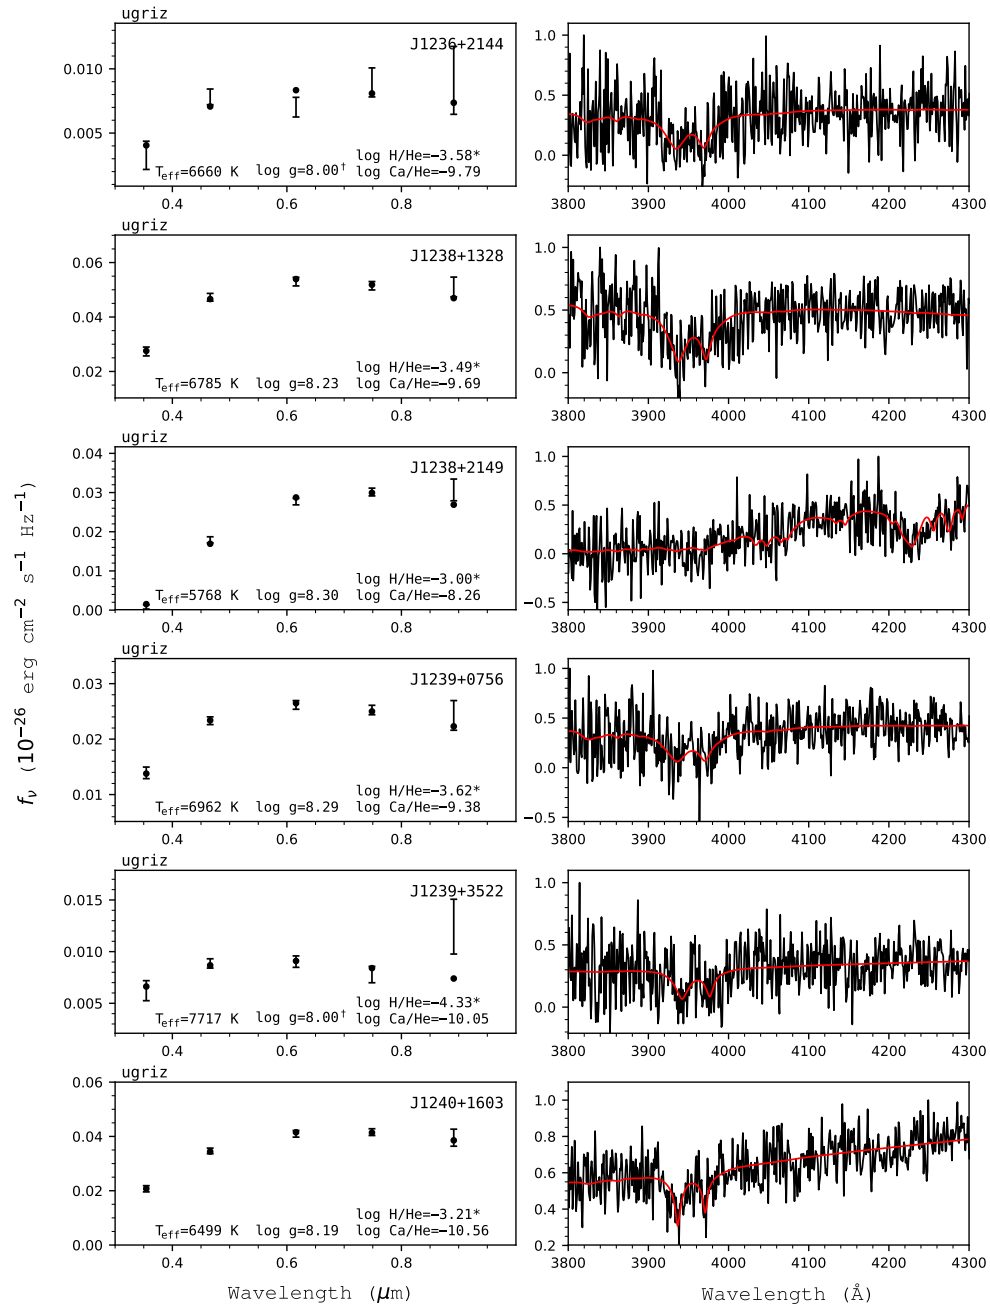 ugriz
J1236+2144
0.010
0.005
log H/He=−3.58*
T_eff=6660 K log g=8.00† log Ca/He=−9.79
0.4 0.6 0.8
1.0
0.5
0.0
3800 3900 4000 4100 4200 4300
ugriz
J1238+1328
0.06
0.04
0.02
log H/He=−3.49*
T_eff=6785 K log g=8.23 log Ca/He=−9.69
0.4 0.6 0.8
1.0
0.5
0.0
3800 3900 4000 4100 4200 4300
ugriz
J1238+2149
0.04
0.03
0.02
0.01
0.00
log H/He=−3.00*
T_eff=5768 K log g=8.30 log Ca/He=−8.26
0.4 0.6 0.8
1.0
0.5
0.0
−0.5
3800 3900 4000 4100 4200 4300
ugriz
J1239+0756
0.03
0.02
0.01
log H/He=−3.62*
T_eff=6962 K log g=8.29 log Ca/He=−9.38
0.4 0.6 0.8
1.0
0.5
0.0
−0.5
3800 3900 4000 4100 4200 4300
ugriz
J1239+3522
0.015
0.010
0.005
log H/He=−4.33*
T_eff=7717 K log g=8.00† log Ca/He=−10.05
0.4 0.6 0.8
1.0
0.5
0.0
3800 3900 4000 4100 4200 4300
ugriz
J1240+1603
0.06
0.04
0.02
0.00
log H/He=−3.21*
T_eff=6499 K log g=8.19 log Ca/He=−10.56
0.4 0.6 0.8
1.0
0.8
0.6
0.4
0.2
3800 3900 4000 4100 4200 4300
f_ν (10⁻²⁶ erg cm⁻² s⁻¹ Hz⁻¹)
Wavelength (μm)
Wavelength (Å)